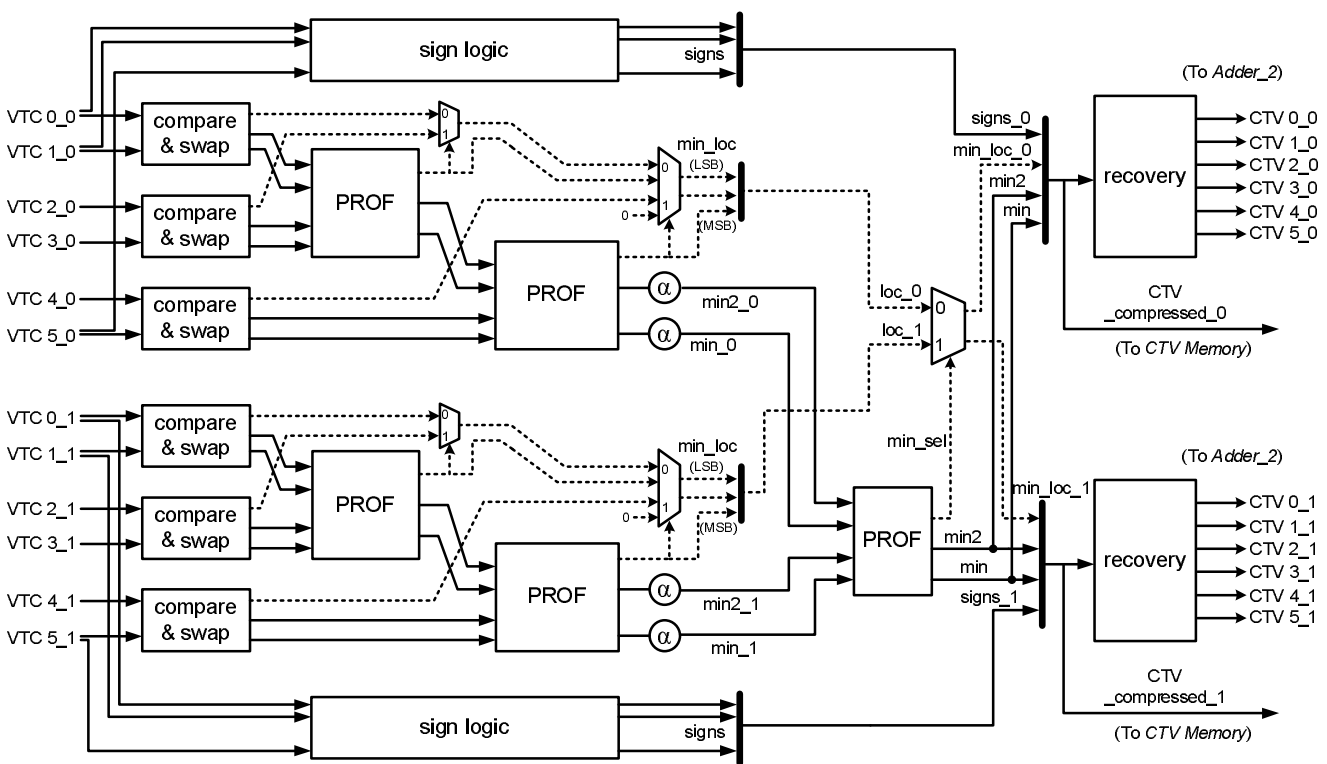 sign logic
signs
(To Adder_2)
VTC 0_0
VTC 1_0
VTC 2_0
VTC 3_0
VTC 4_0
VTC 5_0
compare
& swap
compare
& swap
compare
& swap
0
1
PROF
PROF
min_loc
(LSB)
0
1
0
(MSB)
α
α
min2_0
min_0
loc_0
loc_1
0
1
signs_0
min_loc_0
min2
min
recovery
CTV 0_0
CTV 1_0
CTV 2_0
CTV 3_0
CTV 4_0
CTV 5_0
CTV
_compressed_0
(To CTV Memory)
VTC 0_1
VTC 1_1
VTC 2_1
VTC 3_1
VTC 4_1
VTC 5_1
compare
& swap
compare
& swap
compare
& swap
0
1
PROF
PROF
min_loc
(LSB)
0
1
0
(MSB)
α
α
min2_1
min_1
min_sel
PROF
min2
min
signs_1
min_loc_1
(To Adder_2)
recovery
CTV 0_1
CTV 1_1
CTV 2_1
CTV 3_1
CTV 4_1
CTV 5_1
CTV
_compressed_1
(To CTV Memory)
sign logic
signs